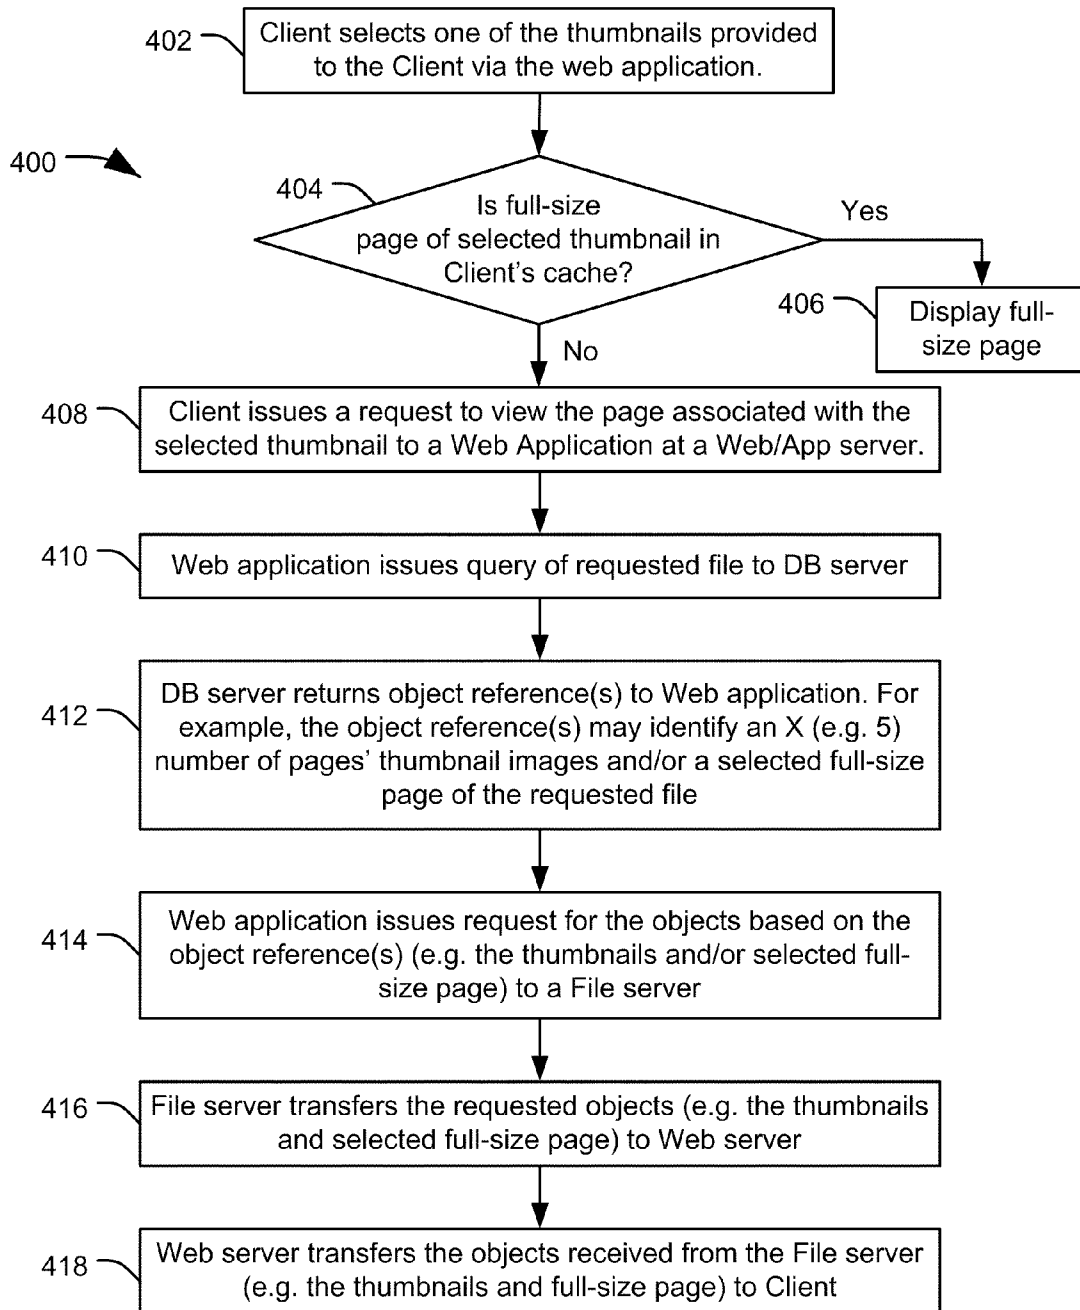 402
Client selects one of the thumbnails provided
to the Client via the web application.
400
404
Is full-size
page of selected thumbnail in
Client's cache?
Yes
406
Display full-
size page
No
408
Client issues a request to view the page associated with the
selected thumbnail to a Web Application at a Web/App server.
410
Web application issues query of requested file to DB server
412
DB server returns object reference(s) to Web application. For
example, the object reference(s) may identify an X (e.g. 5)
number of pages' thumbnail images and/or a selected full-size
page of the requested file
414
Web application issues request for the objects based on the
object reference(s) (e.g. the thumbnails and/or selected full-
size page) to a File server
416
File server transfers the requested objects (e.g. the thumbnails
and selected full-size page) to Web server
418
Web server transfers the objects received from the File server
(e.g. the thumbnails and full-size page) to Client